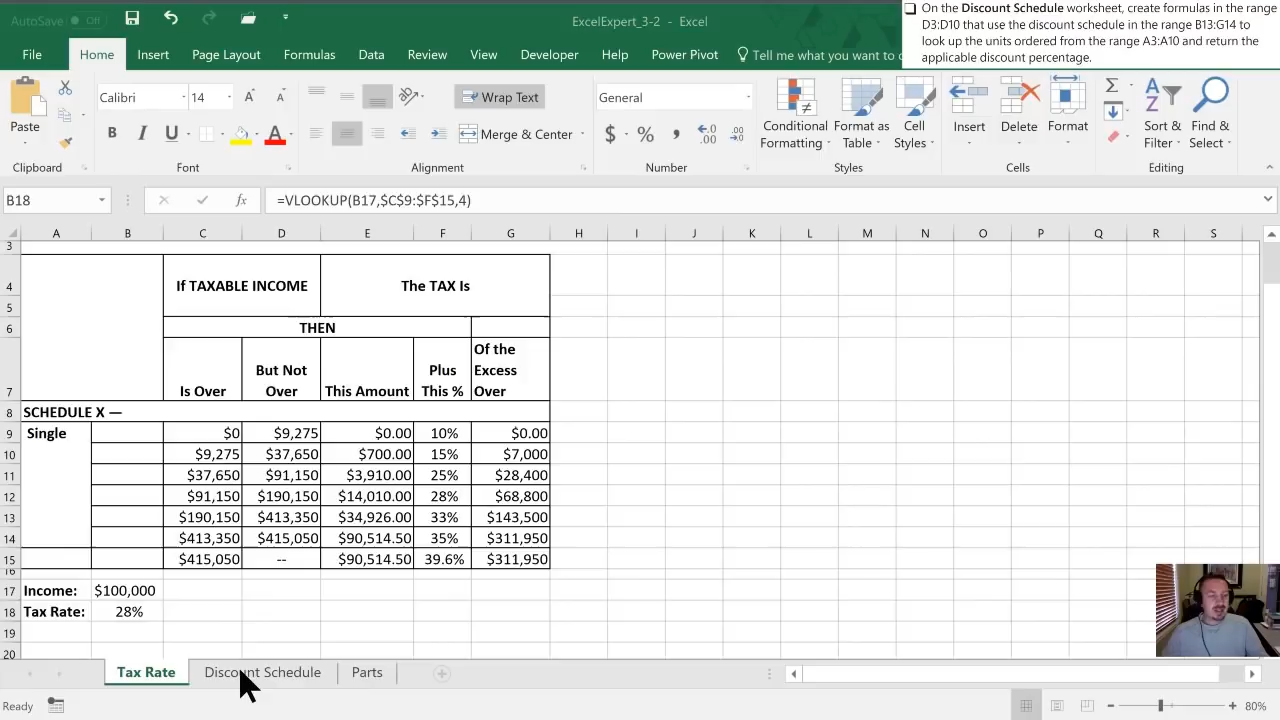 AutoSave Off
ExcelExpert_3-2 - Excel
On the Discount Schedule worksheet, create formulas in the range
D3:D10 that use the discount schedule in the range B13:G14 to
look up the units ordered from the range A3:A10 and return the
applicable discount percentage.
File Home Insert Page Layout Formulas Data Review View Developer Help Power Pivot Tell me what you want to
Paste
Calibri 14
B I U
Wrap Text
Merge & Center
General
$ % ,
Conditional Formatting
Format as Table
Cell Styles
Insert Delete Format
Sort & Filter
Find & Select
Clipboard Font Alignment Number Styles Cells Editing
B18 fx =VLOOKUP(B17,$C$9:$F$15,4)
A B C D E F G H I J K L M N O P Q R S
3
4 If TAXABLE INCOME The TAX Is
5
6 THEN
7 Is Over But Not Over This Amount Plus This % Of the Excess Over
8 SCHEDULE X —
9 Single $0 $9,275 $0.00 10% $0.00
10 $9,275 $37,650 $700.00 15% $7,000
11 $37,650 $91,150 $3,910.00 25% $28,400
12 $91,150 $190,150 $14,010.00 28% $68,800
13 $190,150 $413,350 $34,926.00 33% $143,500
14 $413,350 $415,050 $90,514.50 35% $311,950
15 $415,050 -- $90,514.50 39.6% $311,950
16
17 Income: $100,000
18 Tax Rate: 28%
19
20
Tax Rate Discount Schedule Parts
Ready 80%